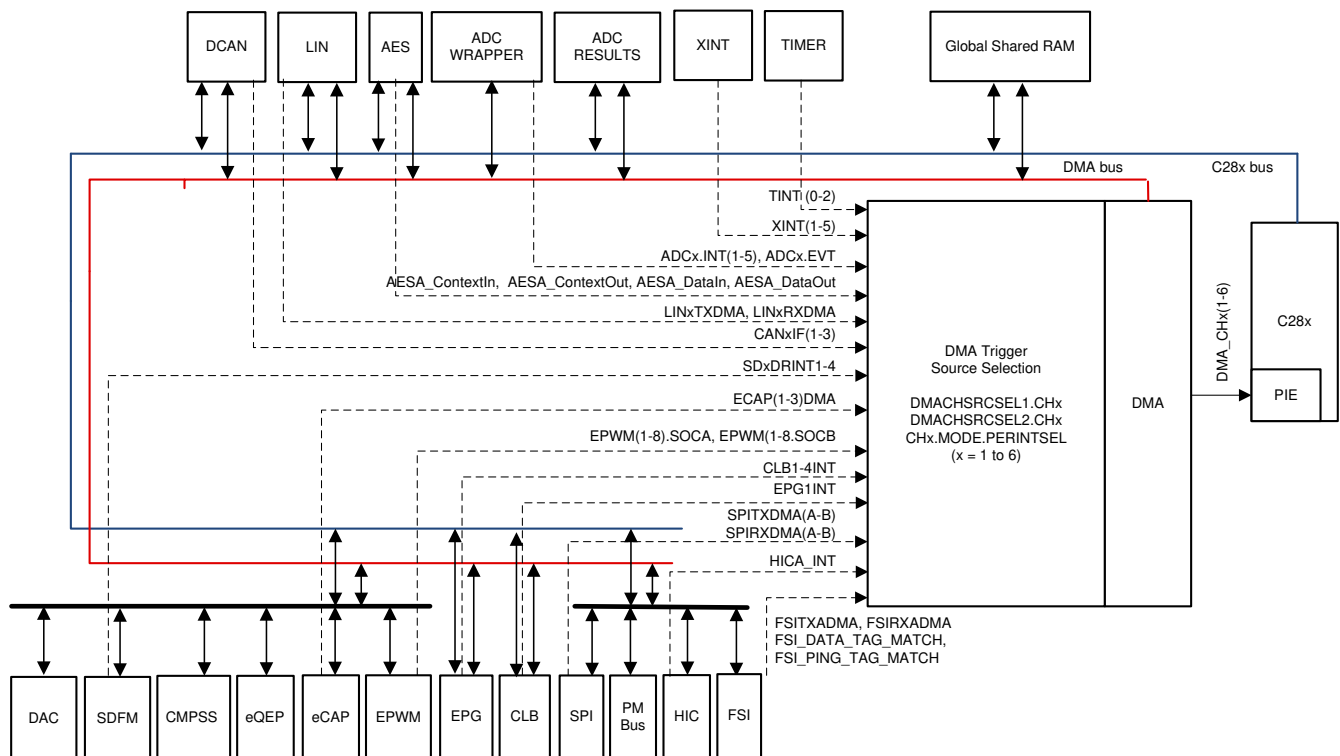 DCAN
LIN
AES
ADC
WRAPPER
ADC
RESULTS
XINT
TIMER
Global Shared RAM
DMA bus
C28x bus
TINT (0-2)
XINT(1-5)
ADCx.INT(1-5), ADCx.EVT
AESA_ContextIn, AESA_ContextOut, AESA_DataIn, AESA_DataOut
LINxTXDMA, LINxRXDMA
CANxIF(1-3)
SDxDRINT1-4
ECAP(1-3)DMA
EPWM(1-8).SOCA, EPWM(1-8.SOCB
CLB1-4INT
EPG1INT
SPITXDMA(A-B)
SPIRXDMA(A-B)
HICA_INT
FSITXADMA, FSIRXADMA
FSI_DATA_TAG_MATCH,
FSI_PING_TAG_MATCH
DMA Trigger
Source Selection
DMACHSRCSEL1.CHx
DMACHSRCSEL2.CHx
CHx.MODE.PERINTSEL
(x = 1 to 6)
DMA
DMA_CHx(1-6)
C28x
PIE
DAC
SDFM
CMPSS
eQEP
eCAP
EPWM
EPG
CLB
SPI
PM
Bus
HIC
FSI